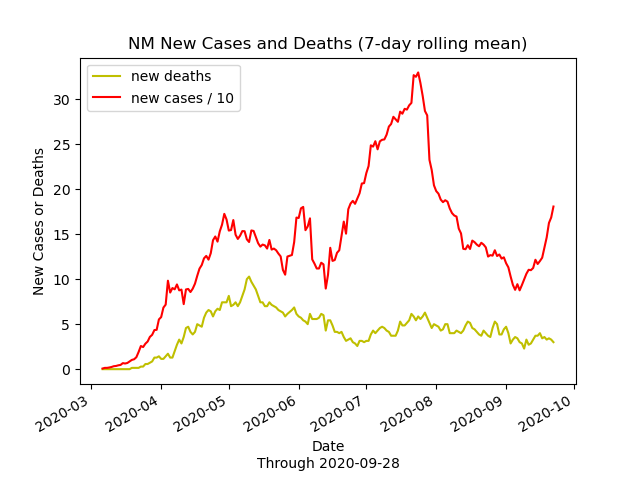 NM New Cases and Deaths (7-day rolling mean)
new deaths
new cases / 10
30
25
20
15
10
5
0
New Cases or Deaths
2020-03
2020-04
2020-05
2020-06
2020-07
2020-08
2020-09
2020-10
Date
Through 2020-09-28